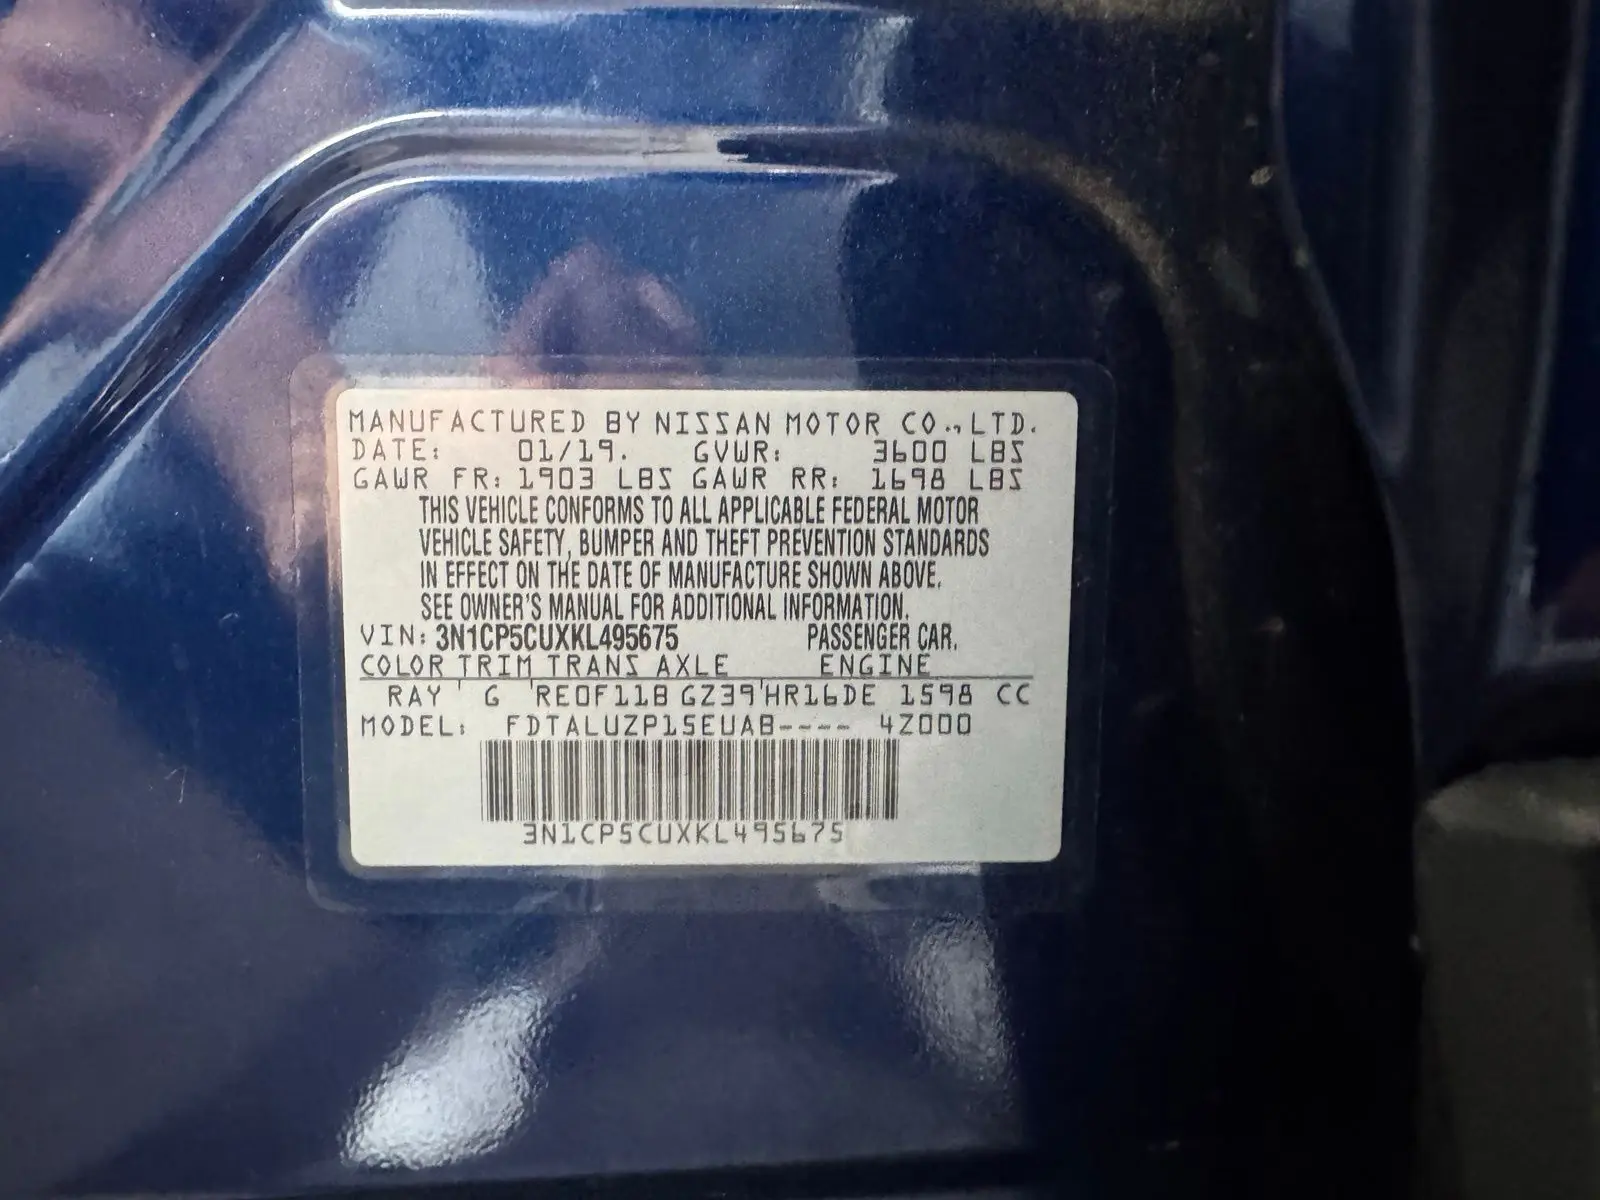 MANUFACTURED BY NISSAN MOTOR CO.,LTD.
DATE: 01/19. GVWR: 3600 LBS
GAWR FR: 1903 LBS GAWR RR: 1698 LBS
THIS VEHICLE CONFORMS TO ALL APPLICABLE FEDERAL MOTOR
VEHICLE SAFETY, BUMPER AND THEFT PREVENTION STANDARDS
IN EFFECT ON THE DATE OF MANUFACTURE SHOWN ABOVE.
SEE OWNER'S MANUAL FOR ADDITIONAL INFORMATION.
VIN: 3N1CP5CUXKL495675 PASSENGER CAR.
COLOR TRIM TRANS AXLE ENGINE
RAY G RE0F11B GZ39 HR16DE 1598 CC
MODEL: FDTALUZP15EUAB---- 4Z000
3N1CP5CUXKL495675